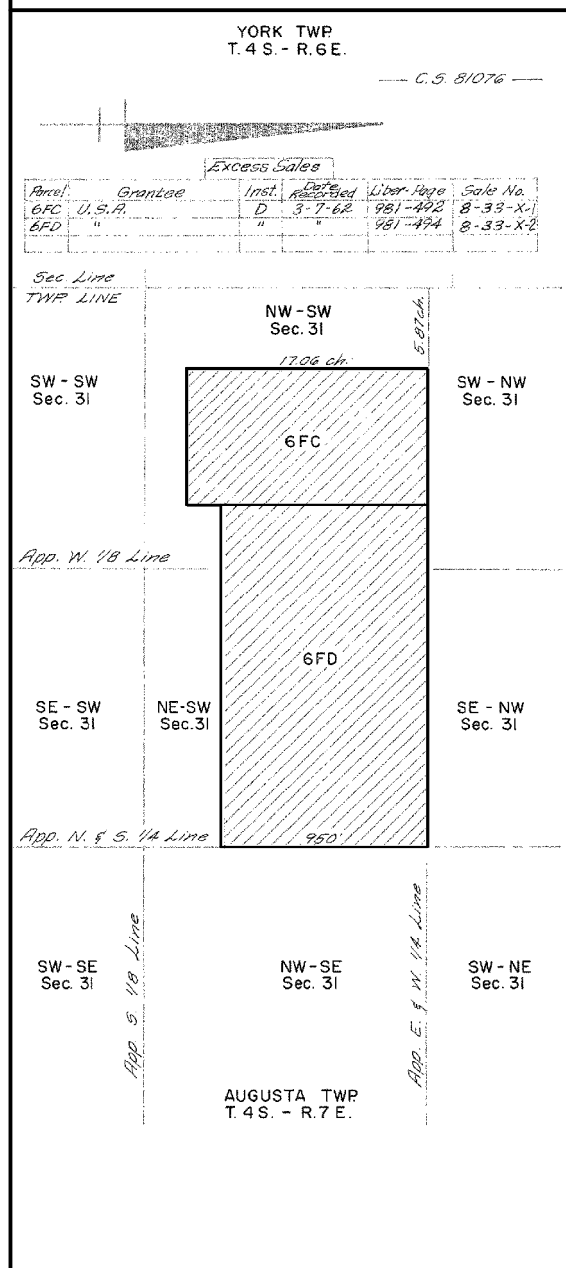 YORK TWP.
T. 4 S. - R. 6 E.
C.S. 81076
Excess Sales
Parcel Grantee Inst. Date Recorded Liber-Page Sale No.
6FC U.S.A. D 3-7-62 981-492 8-33-X-1
6FD " " " 981-494 8-33-X-2
Sec. Line
TWP. LINE
NW - SW
Sec. 31
5.87 ch.
17.06 ch.
SW - SW
Sec. 31
SW - NW
Sec. 31
6FC
App. W. 1/8 Line
6FD
SE - SW
Sec. 31
NE-SW
Sec. 31
SE - NW
Sec. 31
App. N. & S. 1/4 Line
950'
SW - SE
Sec. 31
App. S. 1/8 Line
NW - SE
Sec. 31
App. E. & W. 1/4 Line
SW - NE
Sec. 31
AUGUSTA TWP.
T. 4 S. - R. 7 E.